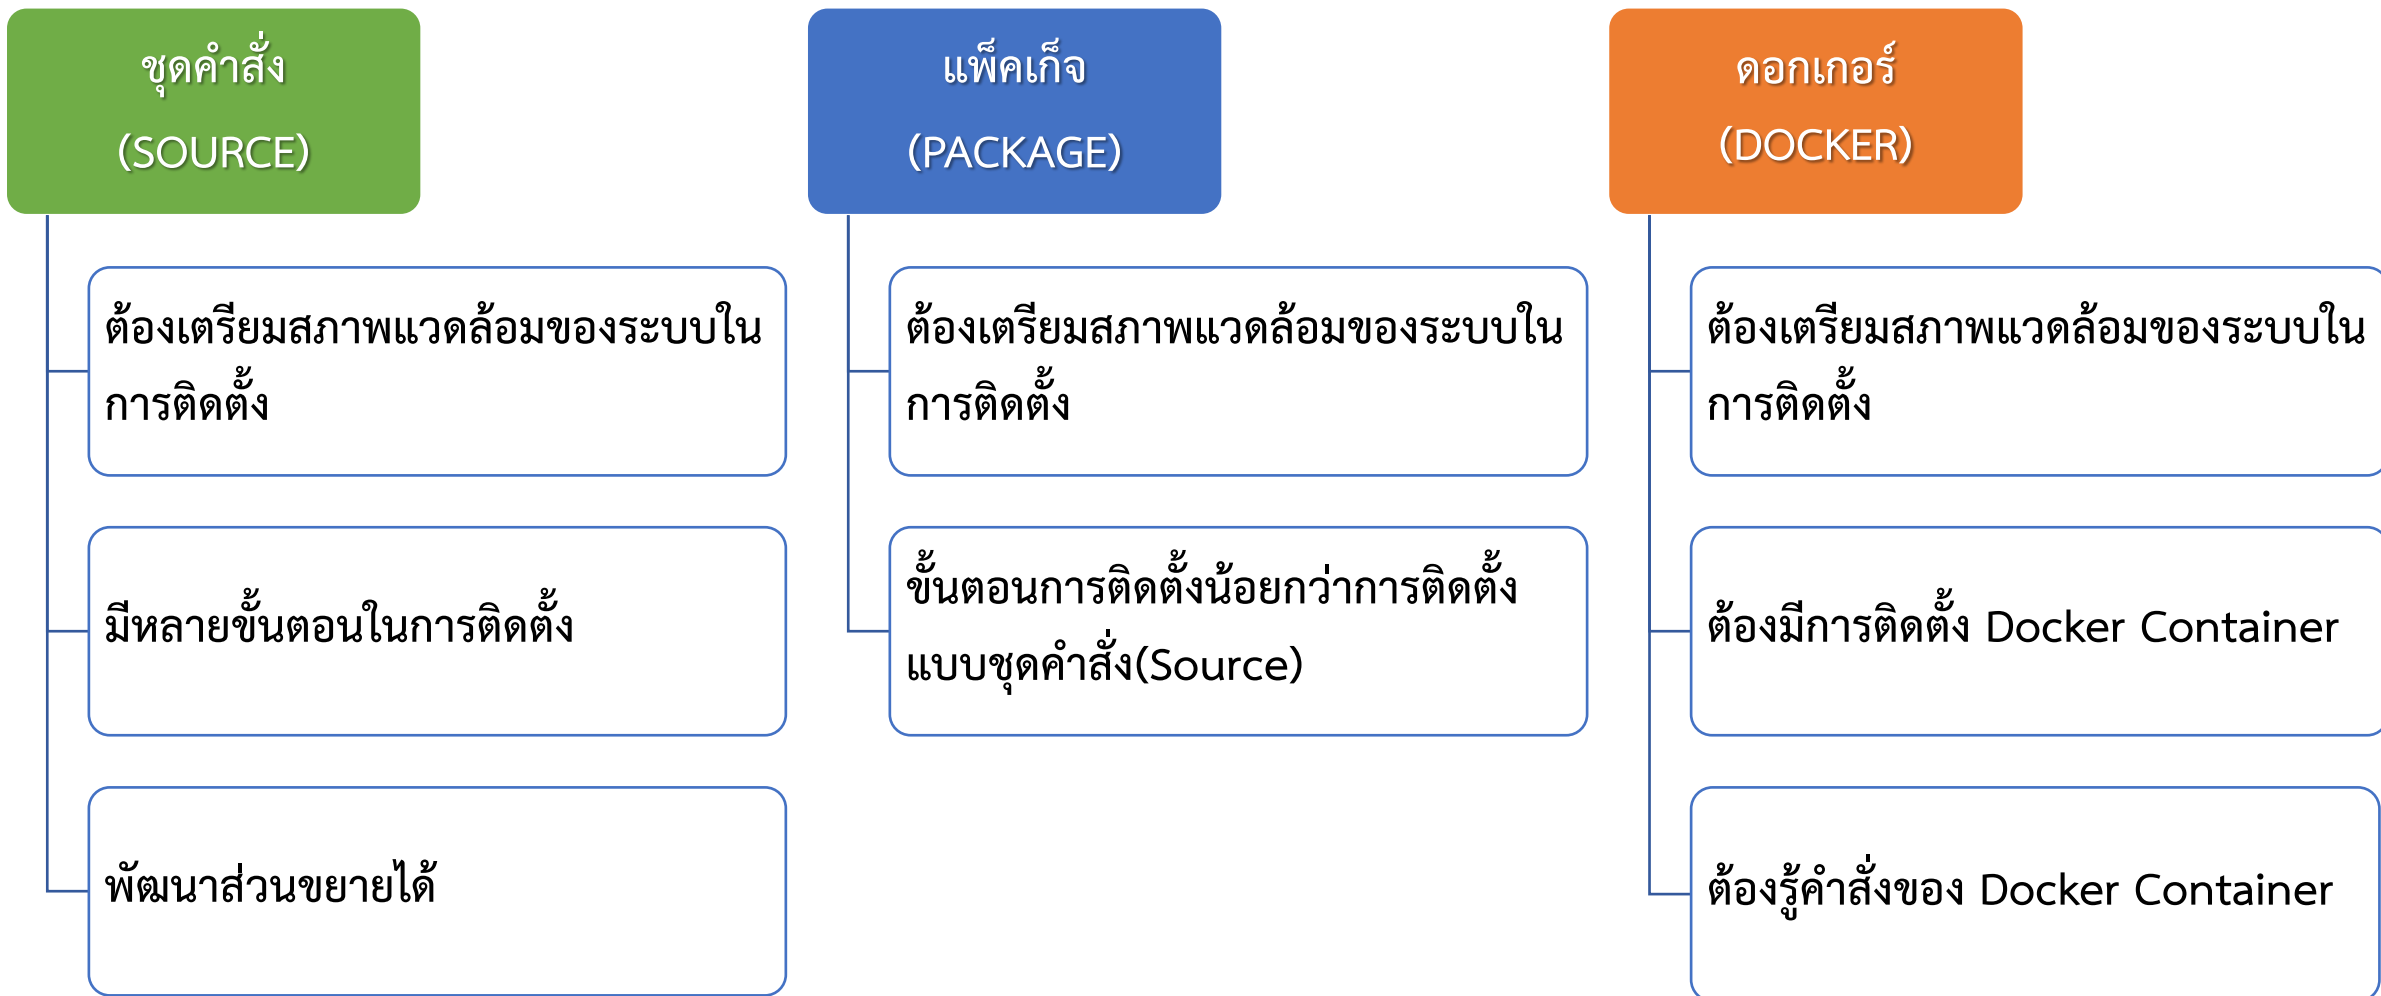 ชุดคำสั่ง
(SOURCE)
ต้องเตรียมสภาพแวดล้อมของระบบใน
การติดตั้ง
มีหลายขั้นตอนในการติดตั้ง
พัฒนาส่วนขยายได้
แพ็คเก็จ
(PACKAGE)
ต้องเตรียมสภาพแวดล้อมของระบบใน
การติดตั้ง
ขั้นตอนการติดตั้งน้อยกว่าการติดตั้ง
แบบชุดคำสั่ง(Source)
ดอกเกอร์
(DOCKER)
ต้องเตรียมสภาพแวดล้อมของระบบใน
การติดตั้ง
ต้องมีการติดตั้ง Docker Container
ต้องรู้คำสั่งของ Docker Container